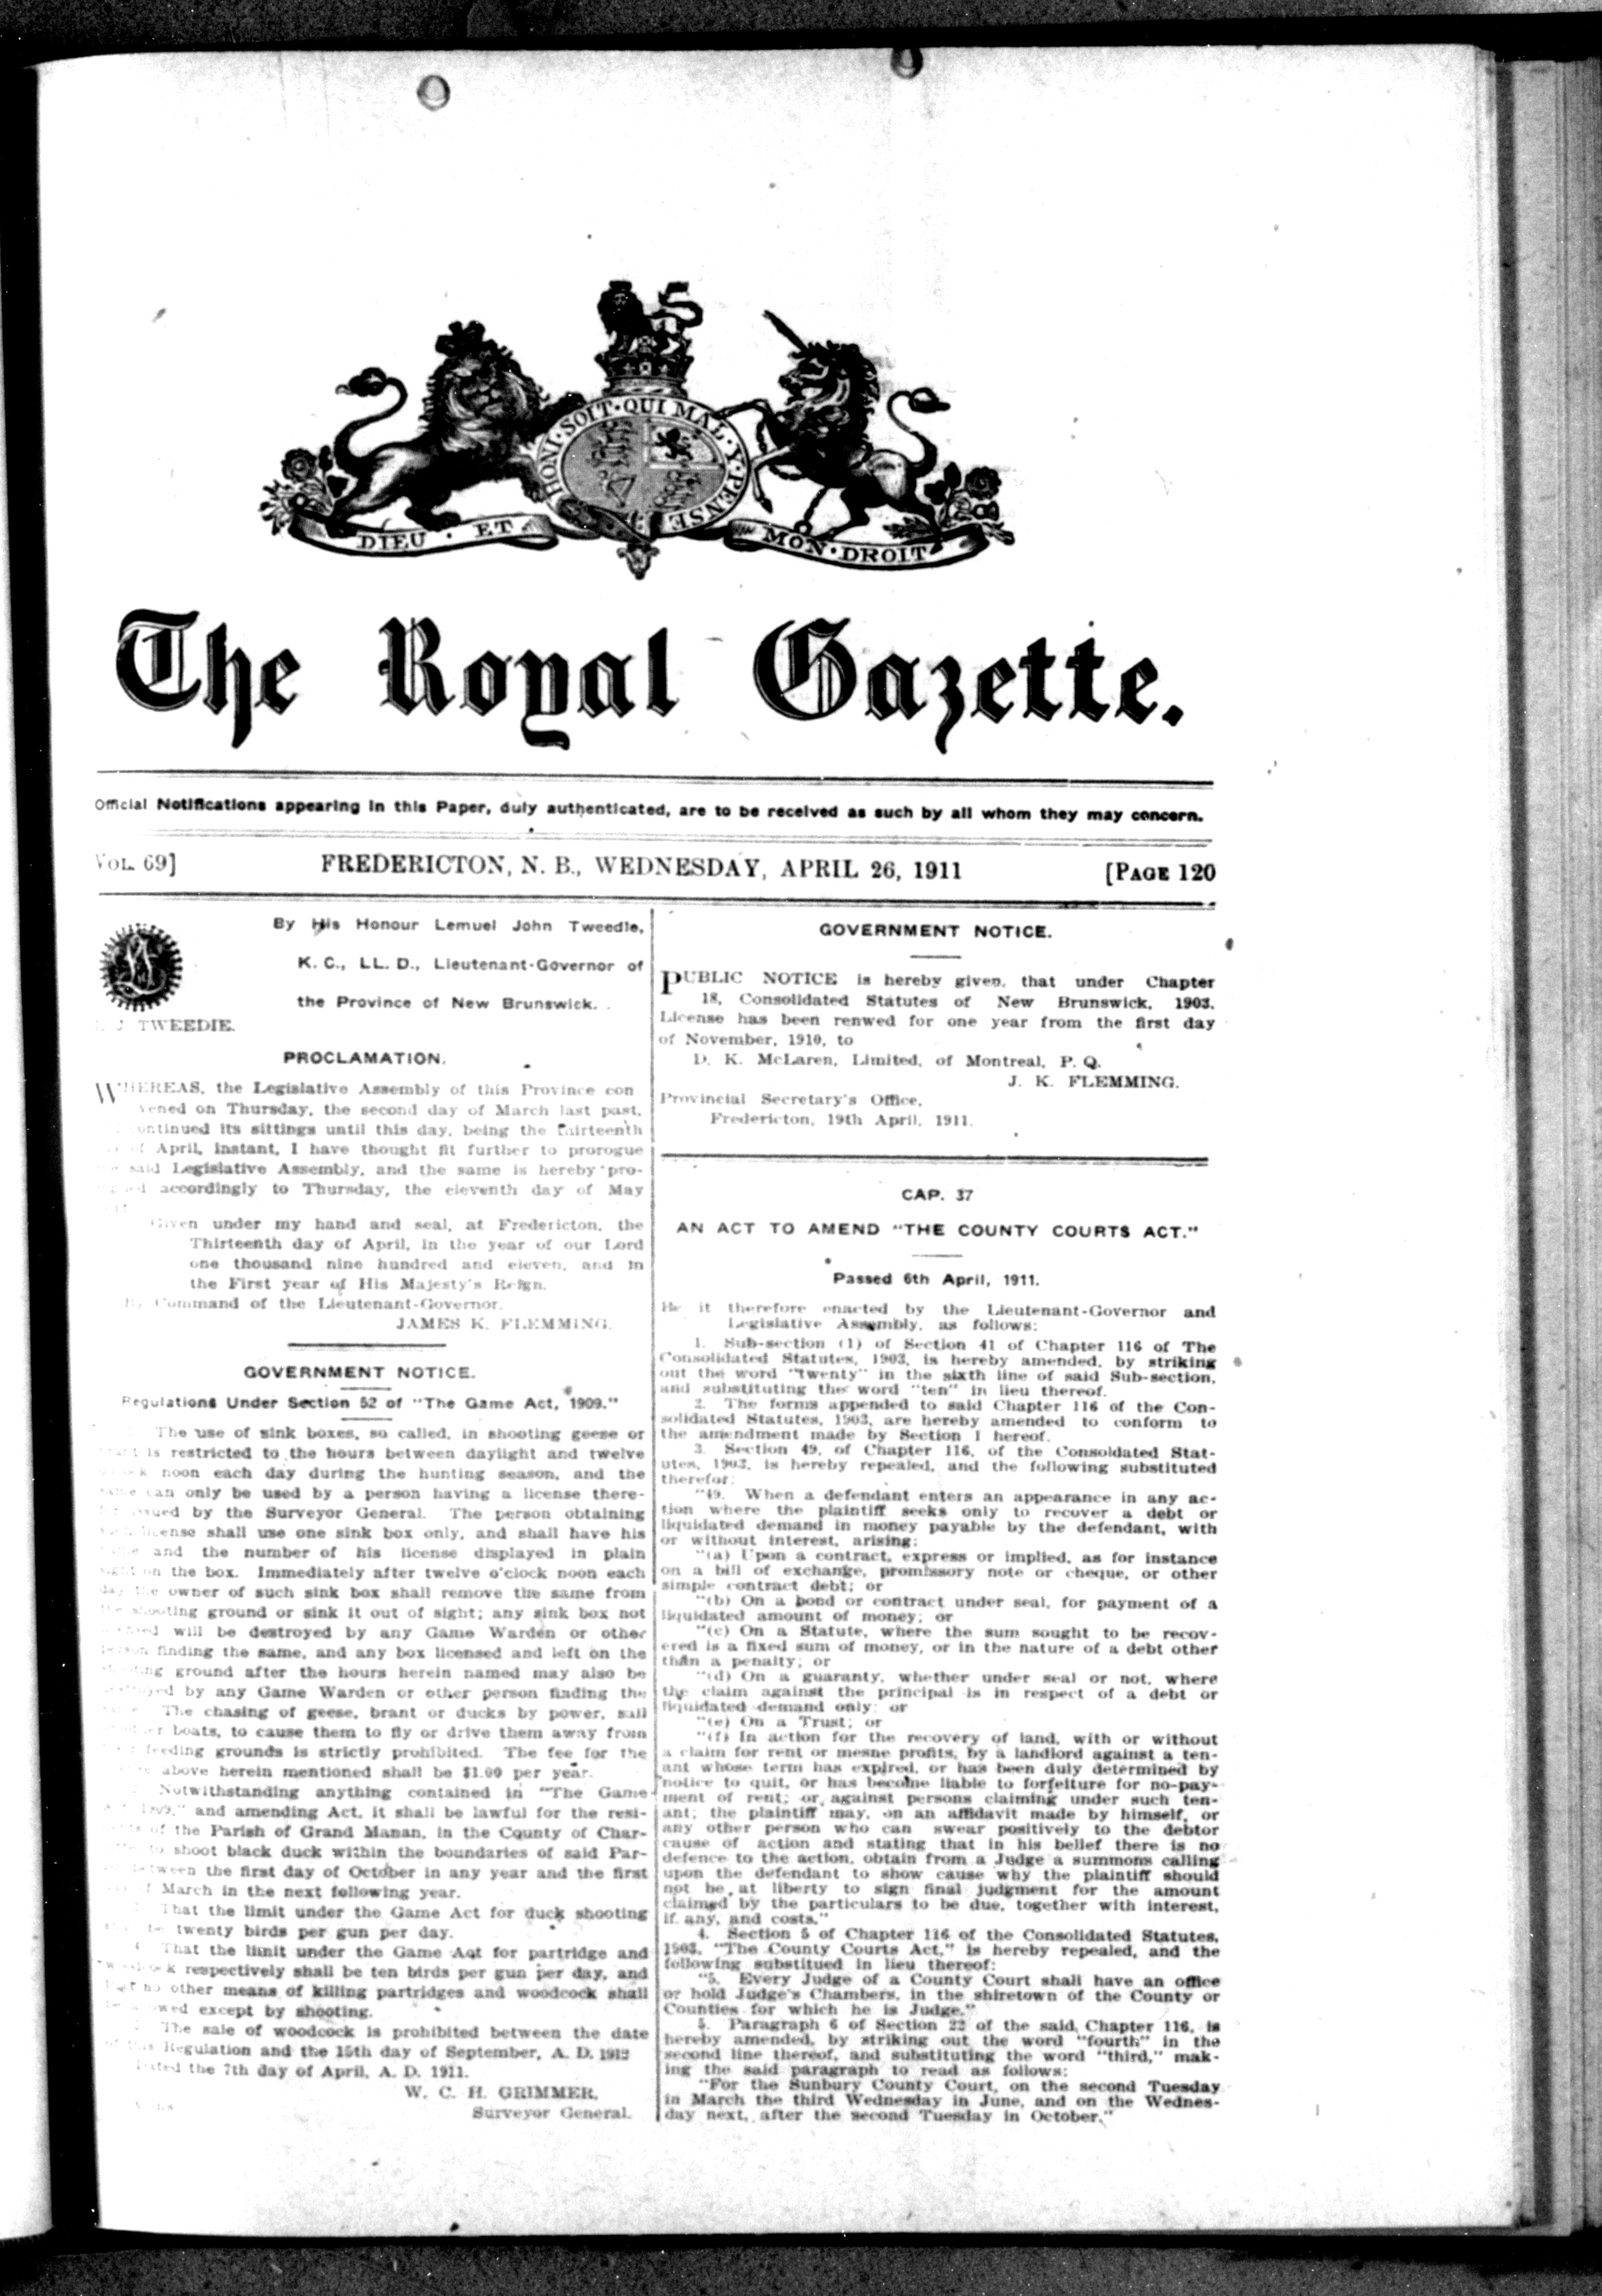 HONI·SOIT·QUI MAL·Y·PENSE
DIEU · ET
MON·DROIT
The Royal Gazette.
Official Notifications appearing in this Paper, duly authenticated, are to be received as such by all whom they may concern.
VOL. 69]
FREDERICTON, N. B., WEDNESDAY, APRIL 26, 1911
[PAGE 120
By His Honour Lemuel John Tweedie,
K. C., LL. D., Lieutenant-Governor of
the Province of New Brunswick.
J TWEEDIE.
PROCLAMATION.
WHEREAS, the Legislative Assembly of this Province con
vened on Thursday, the second day of March last past,
continued its sittings until this day, being the thirteenth
of April, instant, I have thought fit further to prorogue
said Legislative Assembly, and the same is hereby pro-
accordingly to Thursday, the eleventh day of May
Given under my hand and seal, at Fredericton, the
Thirteenth day of April, in the year of our Lord
one thousand nine hundred and eleven, and in
the First year of His Majesty's Reign.
By Command of the Lieutenant-Governor.
JAMES K. FLEMMING.
GOVERNMENT NOTICE.
Regulations Under Section 52 of "The Game Act, 1909."
The use of sink boxes, so called, in shooting geese or
is restricted to the hours between daylight and twelve
noon each day during the hunting season, and the
can only be used by a person having a license there-
issued by the Surveyor General. The person obtaining
license shall use one sink box only, and shall have his
and the number of his license displayed in plain
on the box. Immediately after twelve o'clock noon each
day the owner of such sink box shall remove the same from
the shooting ground or sink it out of sight; any sink box not
will be destroyed by any Game Warden or other
person finding the same, and any box licensed and left on the
shooting ground after the hours herein named may also be
destroyed by any Game Warden or other person finding the
The chasing of geese, brant or ducks by power, sail
boats, to cause them to fly or drive them away from
feeding grounds is strictly prohibited. The fee for the
above herein mentioned shall be $1.00 per year.
Notwithstanding anything contained in "The Game
1909," and amending Act, it shall be lawful for the resi-
of the Parish of Grand Manan, in the County of Char-
to shoot black duck within the boundaries of said Par-
between the first day of October in any year and the first
March in the next following year.
That the limit under the Game Act for duck shooting
twenty birds per gun per day.
That the limit under the Game Act for partridge and
woodcock respectively shall be ten birds per gun per day, and
that no other means of killing partridges and woodcock shall
be allowed except by shooting.
The sale of woodcock is prohibited between the date
of this Regulation and the 15th day of September, A. D. 1912
Dated the 7th day of April, A. D. 1911.
W. C. H. GRIMMER,
Surveyor General.
GOVERNMENT NOTICE.
PUBLIC NOTICE is hereby given, that under Chapter
18, Consolidated Statutes of New Brunswick, 1903,
License has been renwed for one year from the first day
of November, 1910, to
D. K. McLaren, Limited, of Montreal, P. Q.
J. K. FLEMMING.
Provincial Secretary's Office,
Fredericton, 19th April, 1911.
CAP. 37
AN ACT TO AMEND "THE COUNTY COURTS ACT."
Passed 6th April, 1911.
Be it therefore enacted by the Lieutenant-Governor and
Legislative Assembly, as follows:
1. Sub-section (1) of Section 41 of Chapter 116 of The
Consolidated Statutes, 1903, is hereby amended, by striking
out the word "twenty" in the sixth line of said Sub-section,
and substituting the word "ten" in lieu thereof.
2. The forms appended to said Chapter 116 of the Con-
solidated Statutes, 1903, are hereby amended to conform to
the amendment made by Section 1 hereof.
3. Section 49, of Chapter 116, of the Consoldated Stat-
utes, 1903, is hereby repealed, and the following substituted
therefor:
"49. When a defendant enters an appearance in any ac-
tion where the plaintiff seeks only to recover a debt or
liquidated demand in money payable by the defendant, with
or without interest, arising:
"(a) Upon a contract, express or implied, as for instance
on a bill of exchange, promissory note or cheque, or other
simple contract debt; or
"(b) On a bond or contract under seal, for payment of a
liquidated amount of money; or
"(c) On a Statute, where the sum sought to be recov-
ered is a fixed sum of money, or in the nature of a debt other
than a penalty; or
"(d) On a guaranty, whether under seal or not, where
the claim against the principal is in respect of a debt or
liquidated demand only; or
"(e) On a Trust; or
"(f) In action for the recovery of land, with or without
a claim for rent or mesne profits, by a landlord against a ten-
ant whose term has expired, or has been duly determined by
notice to quit, or has become liable to forfeiture for no-pay-
ment of rent; or, against persons claiming under such ten-
ant; the plaintiff may, on an affidavit made by himself, or
any other person who can swear positively to the debtor
cause of action and stating that in his belief there is no
defence to the action, obtain from a Judge a summons calling
upon the defendant to show cause why the plaintiff should
not be at liberty to sign final judgment for the amount
claimed by the particulars to be due, together with interest,
if any, and costs."
4. Section 5 of Chapter 116 of the Consolidated Statutes,
1903, "The County Courts Act," is hereby repealed, and the
following substitued in lieu thereof:
"5. Every Judge of a County Court shall have an office
or hold Judge's Chambers, in the shiretown of the County or
Counties for which he is Judge."
5. Paragraph 6 of Section 22 of the said, Chapter 116, is
hereby amended, by striking out the word "fourth" in the
second line thereof, and substituting the word "third," mak-
ing the said paragraph to read as follows:
"For the Sunbury County Court, on the second Tuesday
in March the third Wednesday in June, and on the Wednes-
day next, after the second Tuesday in October."